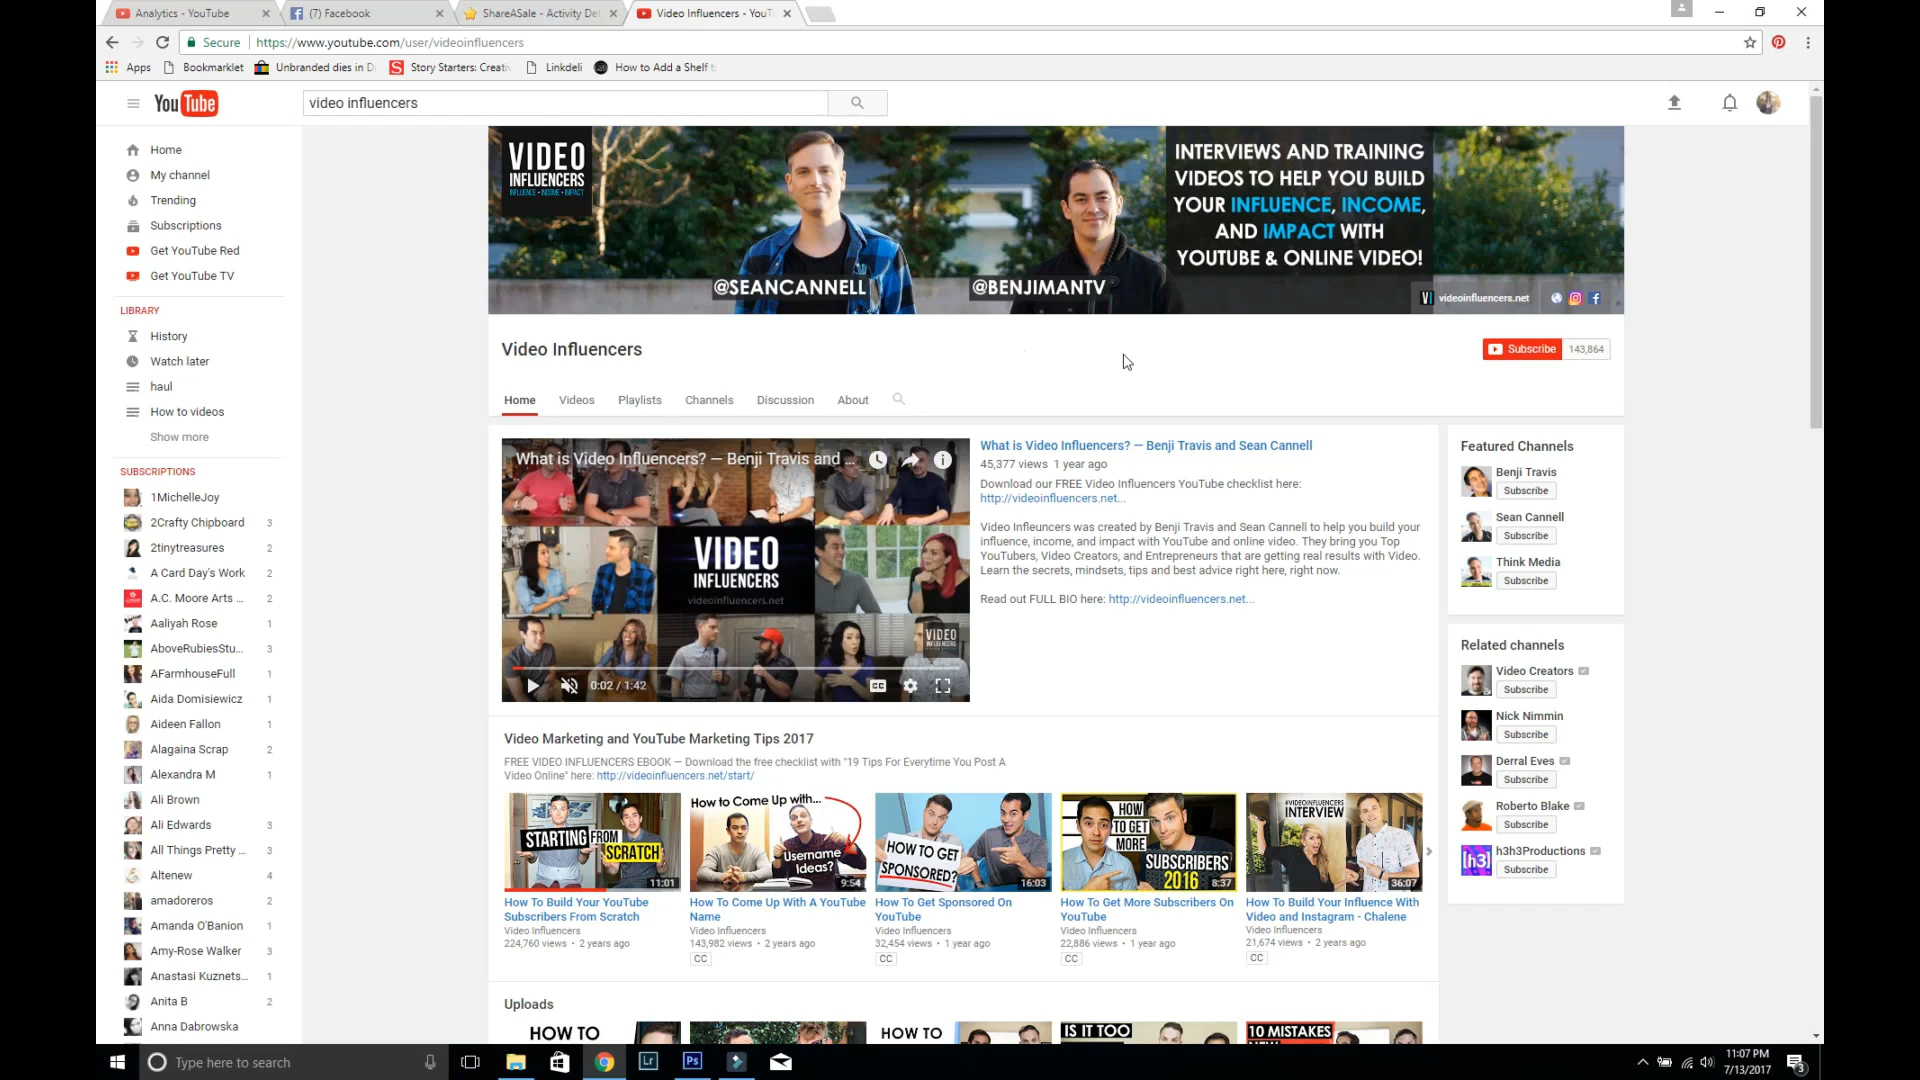 Analytics - YouTube
(7) Facebook
ShareASale - Activity Det
Video Influencers - YouT
Secure
https://www.youtube.com/user/videoinfluencers
Apps
Bookmarklet
Unbranded dies in D
Story Starters: Creati
Linkdeli
How to Add a Shelf t
YouTube
video influencers
Home
My channel
Trending
Subscriptions
Get YouTube Red
Get YouTube TV
LIBRARY
History
Watch later
haul
How to videos
Show more
SUBSCRIPTIONS
1MichelleJoy
2Crafty Chipboard 3
2tinytreasures 2
A Card Day's Work 2
A.C. Moore Arts ... 2
Aaliyah Rose 1
AboveRubiesStu... 3
AFarmhouseFull 1
Aida Domisiewicz 1
Aideen Fallon 1
Alagaina Scrap 2
Alexandra M 1
Ali Brown
Ali Edwards 3
All Things Pretty ... 3
Altenew 4
amadoreros 2
Amanda O'Banion 1
Amy-Rose Walker 3
Anastasi Kuznets... 1
Anita B 2
Anna Dabrowska
VIDEO
INFLUENCERS
INFLUENCE • INCOME • IMPACT
@SEANCANNELL
@BENJIMANTV
INTERVIEWS AND TRAINING
VIDEOS TO HELP YOU BUILD
YOUR INFLUENCE, INCOME,
AND IMPACT WITH
YOUTUBE & ONLINE VIDEO!
VI videoinfluencers.net
Video Influencers
Subscribe 143,864
Home Videos Playlists Channels Discussion About
What is Video Influencers? — Benji Travis and ...
VIDEO
INFLUENCERS
videoinfluencers.net
VIDEO
INFLUENCERS
0:02 / 1:42
CC
What is Video Influencers? — Benji Travis and Sean Cannell
45,377 views 1 year ago
Download our FREE Video Influencers YouTube checklist here:
http://videoinfluencers.net...
Video Infleuncers was created by Benji Travis and Sean Cannell to help you build your
influence, income, and impact with YouTube and online video. They bring you Top
YouTubers, Video Creators, and Entrepreneurs that are getting real results with Video.
Learn the secrets, mindsets, tips and best advice right here, right now.
Read out FULL BIO here: http://videoinfluencers.net...
Featured Channels
Benji Travis
Subscribe
Sean Cannell
Subscribe
Think Media
Subscribe
Related channels
Video Creators
Subscribe
Nick Nimmin
Subscribe
Derral Eves
Subscribe
Roberto Blake
Subscribe
[h3]
h3h3Productions
Subscribe
Video Marketing and YouTube Marketing Tips 2017
FREE VIDEO INFLUENCERS EBOOK — Download the free checklist with "19 Tips For Everytime You Post A
Video Online" here: http://videoinfluencers.net/start/
STARTING FROM
SCRATCH
11:01
How To Build Your YouTube
Subscribers From Scratch
Video Influencers
224,760 views • 2 years ago
How to Come Up with...
Username
Ideas?
9:54
How To Come Up With A YouTube
Name
Video Influencers
143,982 views • 2 years ago
CC
HOW TO GET
SPONSORED?
16:03
How To Get Sponsored On
YouTube
Video Influencers
32,454 views • 1 year ago
CC
HOW
TO GET
MORE
SUBSCRIBERS
2016
8:37
How To Get More Subscribers On
YouTube
Video Influencers
22,886 views • 1 year ago
CC
#VIDEOINFLUENCERS
INTERVIEW
36:07
How To Build Your Influence With
Video and Instagram - Chalene
Video Influencers
21,674 views • 2 years ago
CC
Uploads
HOW TO
HOW TO
IS IT TOO
10 MISTAKES
Type here to search
Lr
Ps
11:07 PM
7/13/2017
3